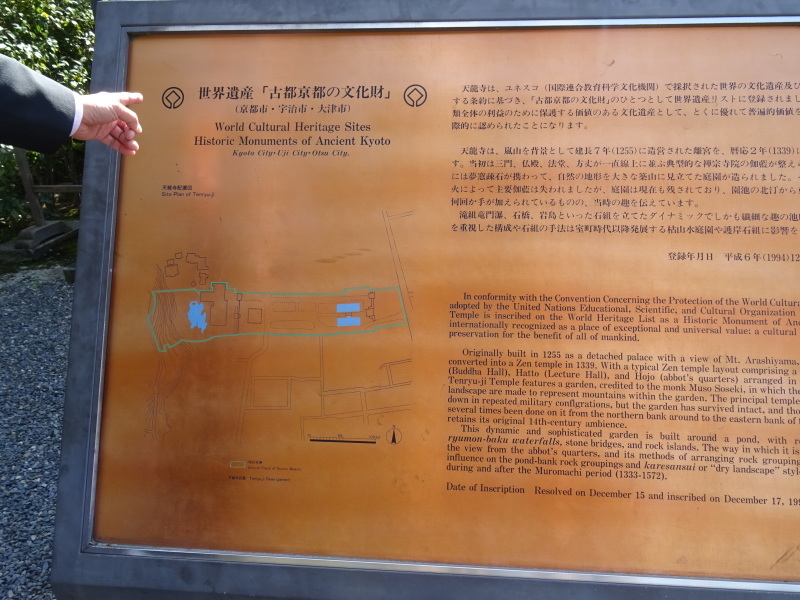 世界遺産「古都京都の文化財」
（京都市・宇治市・大津市）
World Cultural Heritage Sites
Historic Monuments of Ancient Kyoto
Kyoto City·Uji City·Otsu City.
天龍寺配置図
Site Plan of Tenryu-ji
天龍寺は、ユネスコ（国際連合教育科学文化機関）で採択された世界の文化遺産及び
する条約に基づき、「古都京都の文化財」のひとつとして世界遺産リストに登録されまし
類全体の利益のために保護する価値のある文化遺産として、とくに優れて普遍的価値を
際的に認められたことになります。
天龍寺は、嵐山を背景として建長7年(1255)に造営された離宮を、暦応2年(1339)に
す。当初は三門、仏殿、法堂、方丈が一直線上に並ぶ典型的な禅宗寺院の伽藍が整え
には夢窓疎石が携わって、自然の地形を大きな築山に見立てた庭園が造られました。
火によって主要伽藍は失われましたが、庭園は現在も残されており、園池の北汀から
何回か手が加えられているものの、当時の趣を伝えています。
滝組竜門瀑、石橋、岩島といった石組を立てたダイナミックでしかも繊細な趣の池
を重視した構成や石組の手法は室町時代以降発展する枯山水庭園や護岸石組に影響を
登録年月日 平成6年(1994)12
In conformity with the Convention Concerning the Protection of the World Cultur
adopted by the United Nations Educational, Scientific, and Cultural Organization
Temple is inscribed on the World Heritage List as a Historic Monument of Anc
internationally recognized as a place of exceptional and universal value: a cultural
preservation for the benefit of all of mankind.
Originally built in 1255 as a detached palace with a view of Mt. Arashiyama,
converted into a Zen temple in 1339. With a typical Zen temple layout comprising a
(Buddha Hall), Hatto (Lecture Hall), and Hojo (abbot's quarters) arranged in
Tenryu-ji Temple features a garden, credited to the monk Muso Soseki, in which the
landscape are made to represent mountains within the garden. The principal temple
down in repeated military conflgrations, but the garden has survived intact, and tho
several times been done on it from the northern bank around to the eastern bank of
retains its original 14th-century ambience.
This dynamic and sophisticated garden is built around a pond, with ro
ryumon-baku waterfalls, stone bridges, and rock islands. The way in which it is
the view from the abbot's quarters, and its methods of arranging rock grouping
influence on the pond-bank rock groupings and karesansui or "dry landscape" styl
during and after the Muromachi period (1333-1572).
Date of Inscription Resolved on December 15 and inscribed on December 17, 199